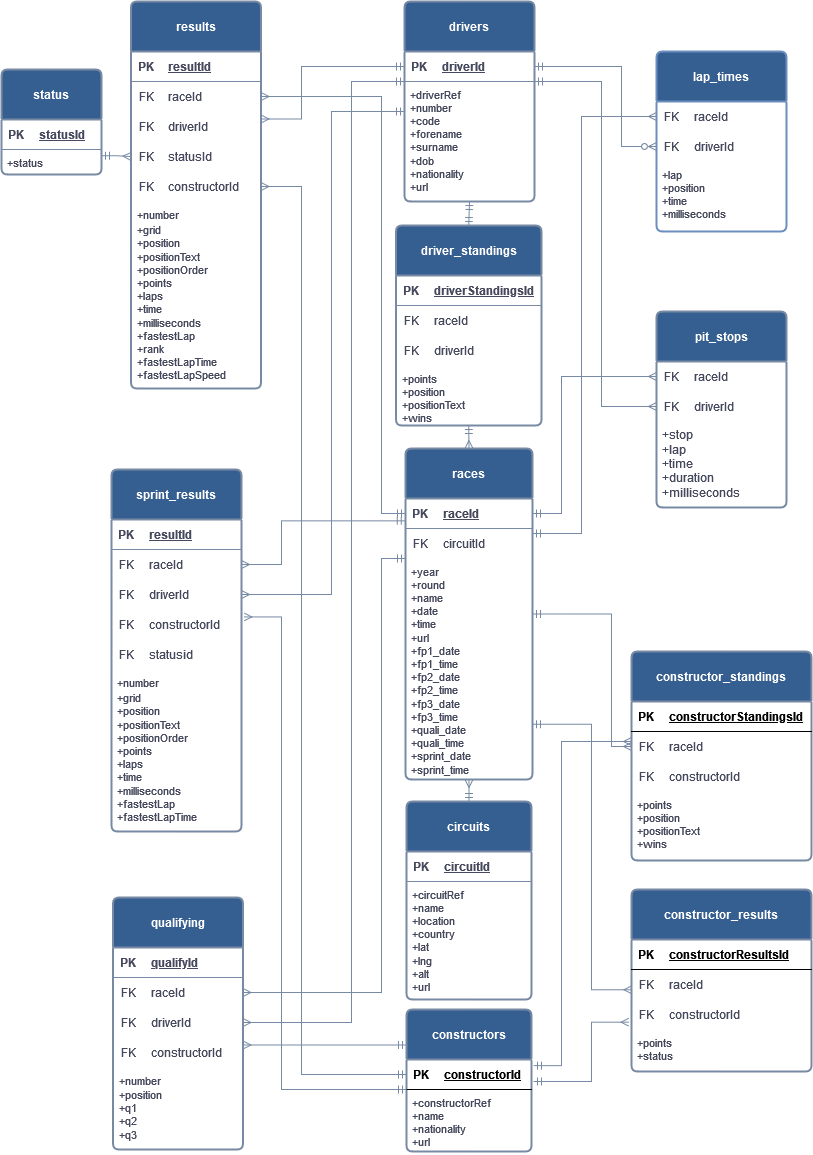 results
PK resultId
FK raceId
FK driverId
FK statusId
FK constructorId
+number
+grid
+position
+positionText
+positionOrder
+points
+laps
+time
+milliseconds
+fastestLap
+rank
+fastestLapTime
+fastestLapSpeed
status
PK statusId
+status
drivers
PK driverId
+driverRef
+number
+code
+forename
+surname
+dob
+nationality
+url
lap_times
FK raceId
FK driverId
+lap
+position
+time
+milliseconds
driver_standings
PK driverStandingsId
FK raceId
FK driverId
+points
+position
+positionText
+wins
pit_stops
FK raceId
FK driverId
+stop
+lap
+time
+duration
+milliseconds
sprint_results
PK resultId
FK raceId
FK driverId
FK constructorId
FK statusid
+number
+grid
+position
+positionText
+positionOrder
+points
+laps
+time
+milliseconds
+fastestLap
+fastestLapTime
races
PK raceId
FK circuitId
+year
+round
+name
+date
+time
+url
+fp1_date
+fp1_time
+fp2_date
+fp2_time
+fp3_date
+fp3_time
+quali_date
+quali_time
+sprint_date
+sprint_time
constructor_standings
PK constructorStandingsId
FK raceId
FK constructorId
+points
+position
+positionText
+wins
circuits
PK circuitId
+circuitRef
+name
+location
+country
+lat
+lng
+alt
+url
qualifying
PK qualifyId
FK raceId
FK driverId
FK constructorId
+number
+position
+q1
+q2
+q3
constructor_results
PK constructorResultsId
FK raceId
FK constructorId
+points
+status
constructors
PK constructorId
+constructorRef
+name
+nationality
+url